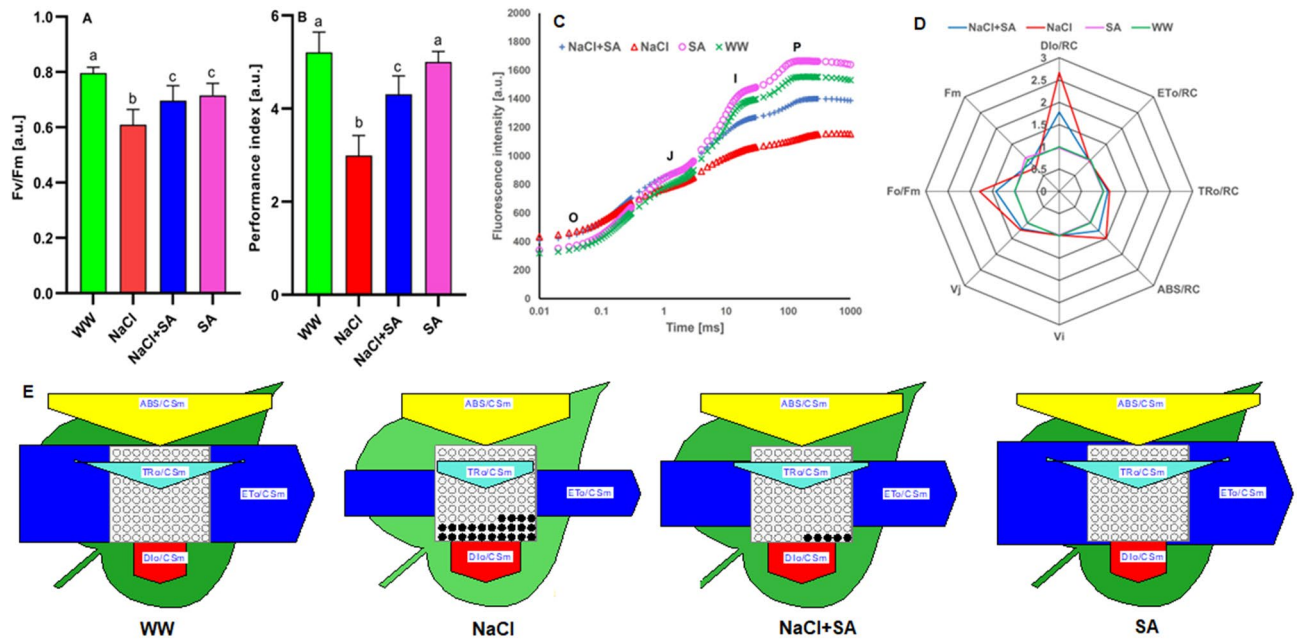 A
Fv/Fm [a.u.]
1.0
0.8
0.6
0.4
0.2
0.0
a
b
c
c
WW
NaCl
NaCl+SA
SA
B
Performance index [a.u.]
6
4
2
0
a
b
c
a
WW
NaCl
NaCl+SA
SA
C
Fluorescence intensity [a.u.]
2000
1800
1600
1400
1200
1000
800
600
400
200
0
NaCl+SA NaCl SA WW
O
J
I
P
0.01 0.1 1 10 100 1000
Time [ms]
D
NaCl+SA NaCl SA WW
DIo/RC
ETo/RC
TRo/RC
ABS/RC
Vi
Vj
Fo/Fm
Fm
3
2.5
2
1.5
1
0.5
0
E
ABS/CSm
TRo/CSm
ETo/CSm
DIo/CSm
WW
ABS/CSm
TRo/CSm
ETo/CSm
DIo/CSm
NaCl
ABS/CSm
TRo/CSm
ETo/CSm
DIo/CSm
NaCl+SA
ABS/CSm
TRo/CSm
ETo/CSm
DIo/CSm
SA